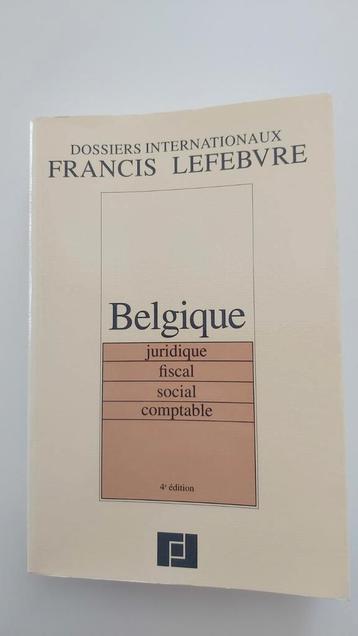 DOSSIERS INTERNATIONAUX
FRANCIS LEFEBVRE
Belgique
juridique
fiscal
social
comptable
4e édition